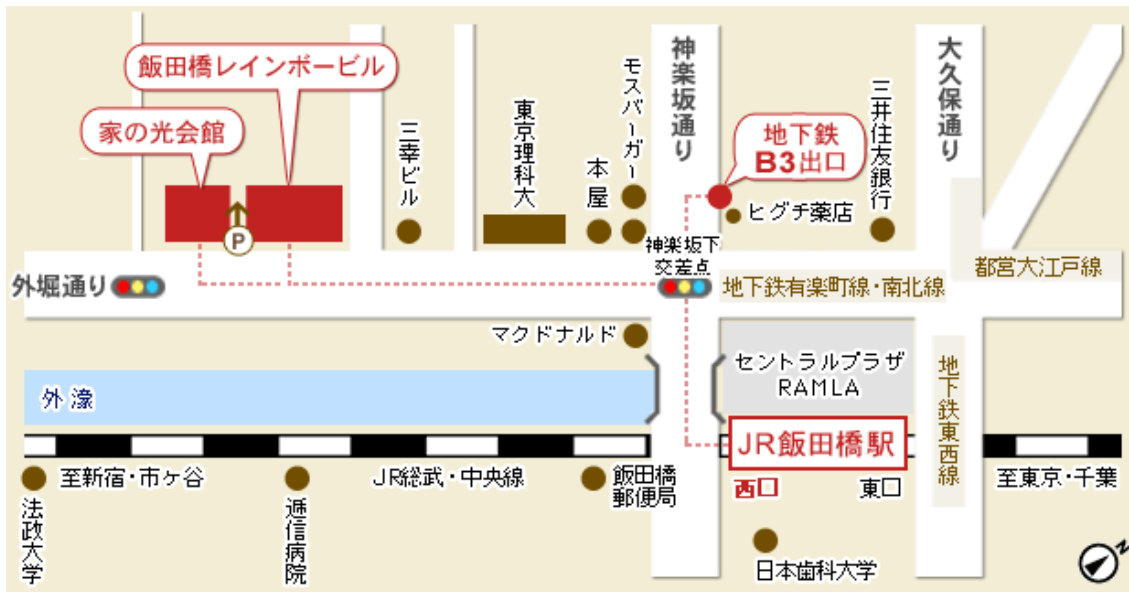 飯田橋レインボービル
家の光会館
P
三幸ビル
東京理科大
本屋
モスバーガー
神楽坂通り
地下鉄
B3出口
ヒグチ薬店
三井住友銀行
大久保通り
外堀通り
神楽坂下
交差点
地下鉄有楽町線・南北線
都営大江戸線
マクドナルド
セントラルプラザ
RAMLA
地下鉄東西線
外濠
JR飯田橋駅
西口
東口
至新宿・市ヶ谷
JR総武・中央線
飯田橋
郵便局
至東京・千葉
法政大学
逓信病院
日本歯科大学
N